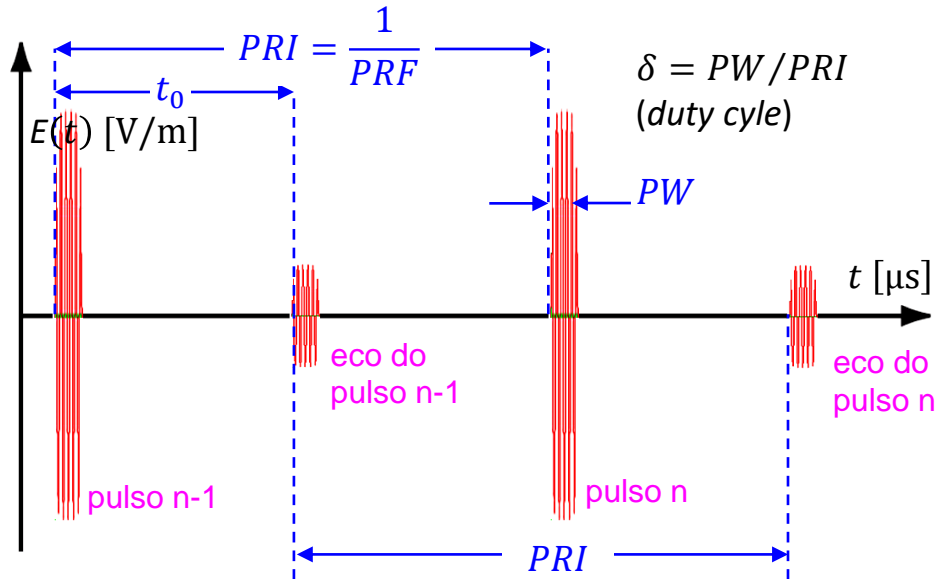 PRI = 1/PRF
δ = PW/PRI
(duty cyle)
t₀
E(t) [V/m]
PW
t [μs]
eco do
pulso n-1
eco do
pulso n
pulso n-1
pulso n
PRI